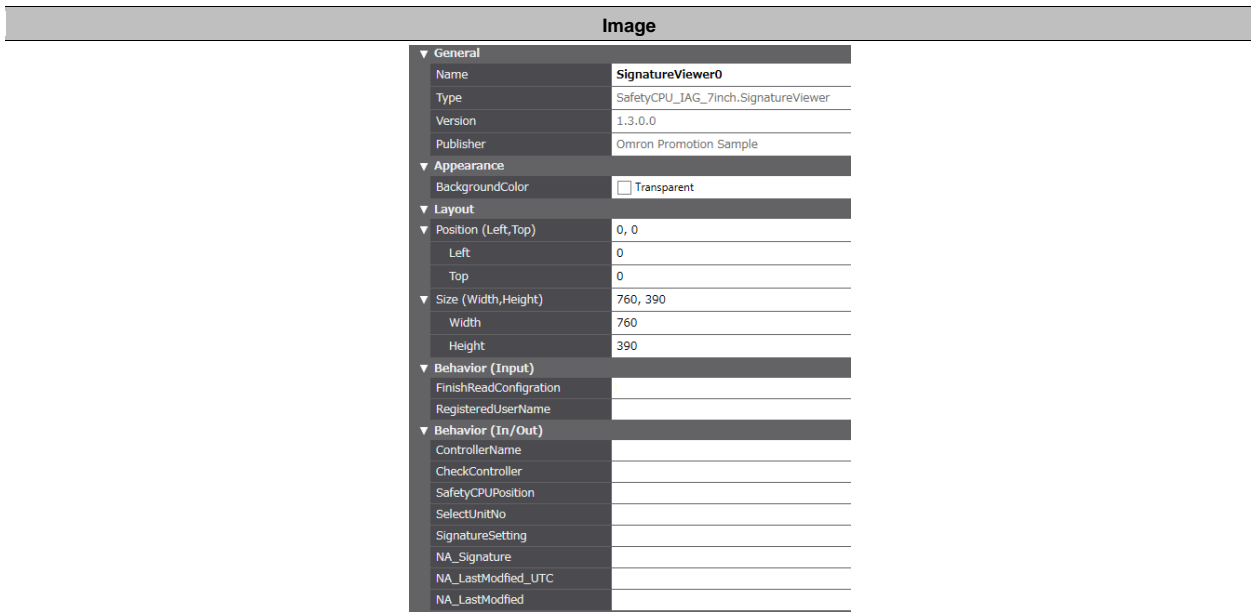 Image
General
Name SignatureViewer0
Type SafetyCPU_IAG_7inch.SignatureViewer
Version 1.3.0.0
Publisher Omron Promotion Sample
Appearance
BackgroundColor Transparent
Layout
Position (Left,Top) 0, 0
Left 0
Top 0
Size (Width,Height) 760, 390
Width 760
Height 390
Behavior (Input)
FinishReadConfigration
RegisteredUserName
Behavior (In/Out)
ControllerName
CheckController
SafetyCPUPosition
SelectUnitNo
SignatureSetting
NA_Signature
NA_LastModfied_UTC
NA_LastModfied